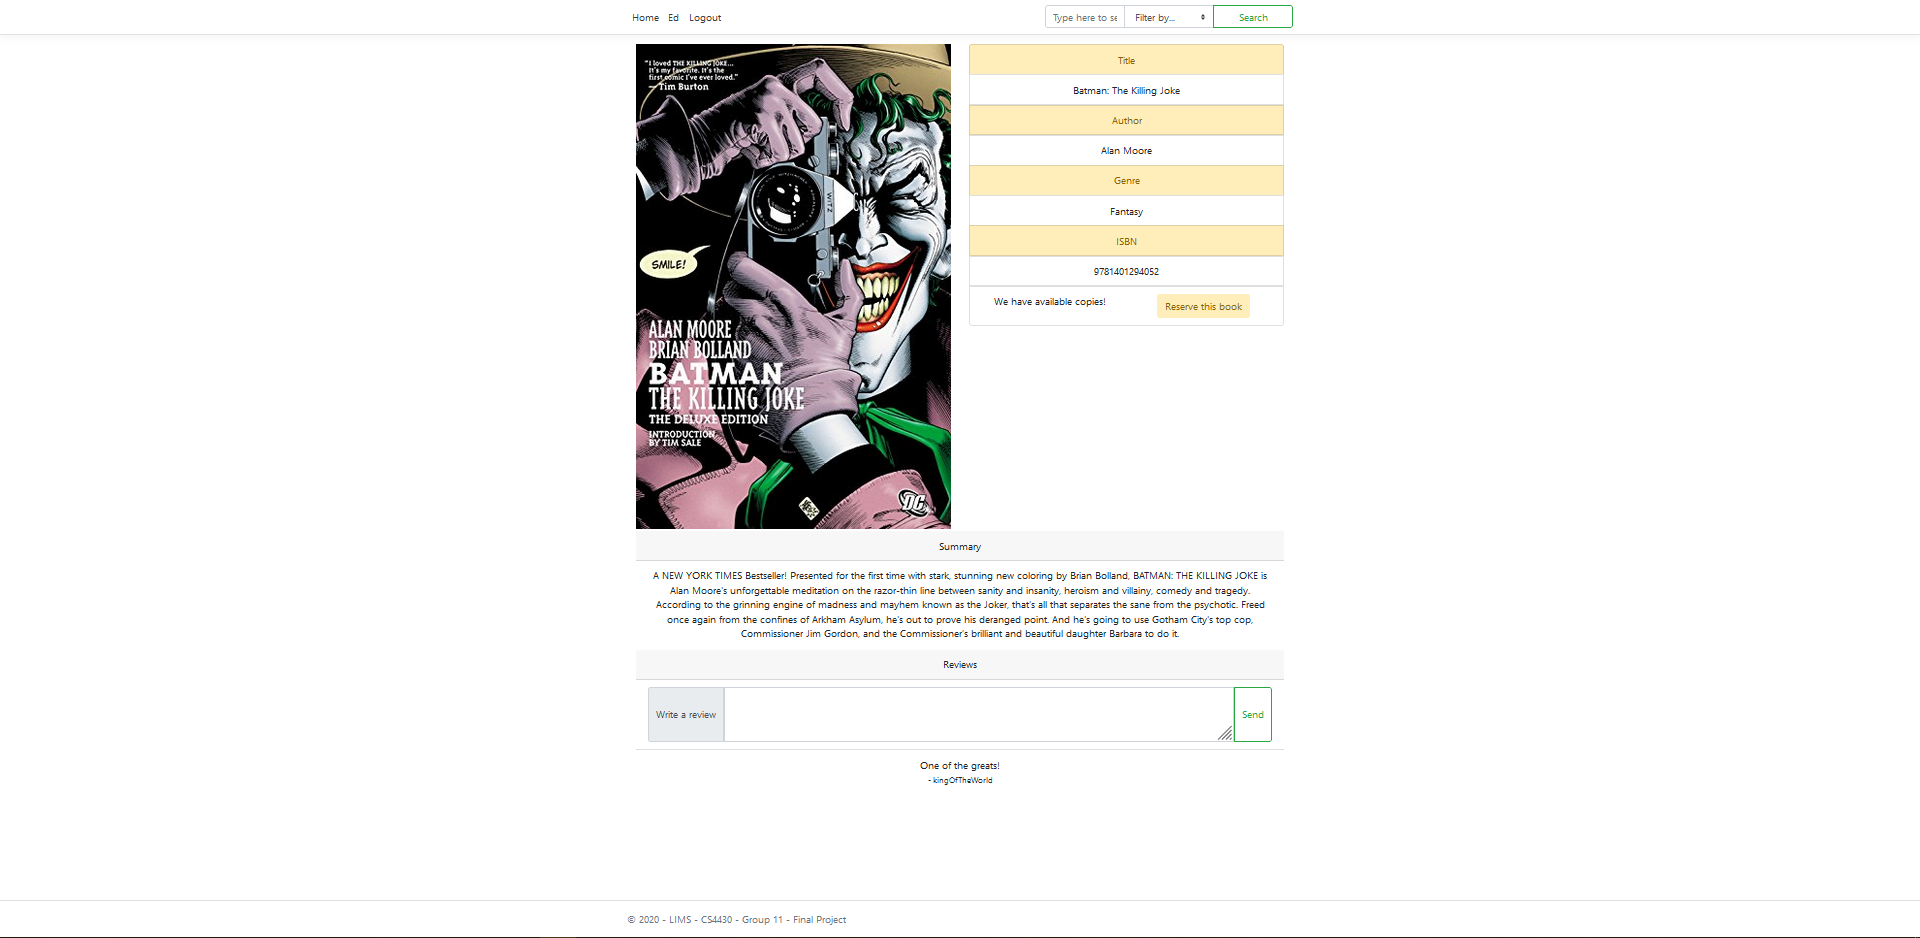 Home Ed Logout
Type here to se
Filter by...
Search
"I loved THE KILLING JOKE...
It's my favorite. It's the
first comic I've ever loved."
— Tim Burton
WITZ
SMILE!
ALAN MOORE
BRIAN BOLLAND
BATMAN
THE KILLING JOKE
THE DELUXE EDITION
INTRODUCTION
BY TIM SALE
DC
Title
Batman: The Killing Joke
Author
Alan Moore
Genre
Fantasy
ISBN
9781401294052
We have available copies!
Reserve this book
Summary
A NEW YORK TIMES Bestseller! Presented for the first time with stark, stunning new coloring by Brian Bolland, BATMAN: THE KILLING JOKE is
Alan Moore's unforgettable meditation on the razor-thin line between sanity and insanity, heroism and villainy, comedy and tragedy.
According to the grinning engine of madness and mayhem known as the Joker, that's all that separates the sane from the psychotic. Freed
once again from the confines of Arkham Asylum, he's out to prove his deranged point. And he's going to use Gotham City's top cop,
Commissioner Jim Gordon, and the Commissioner's brilliant and beautiful daughter Barbara to do it.
Reviews
Write a review
Send
One of the greats!
- kingOfTheWorld
© 2020 - LIMS - CS4430 - Group 11 - Final Project